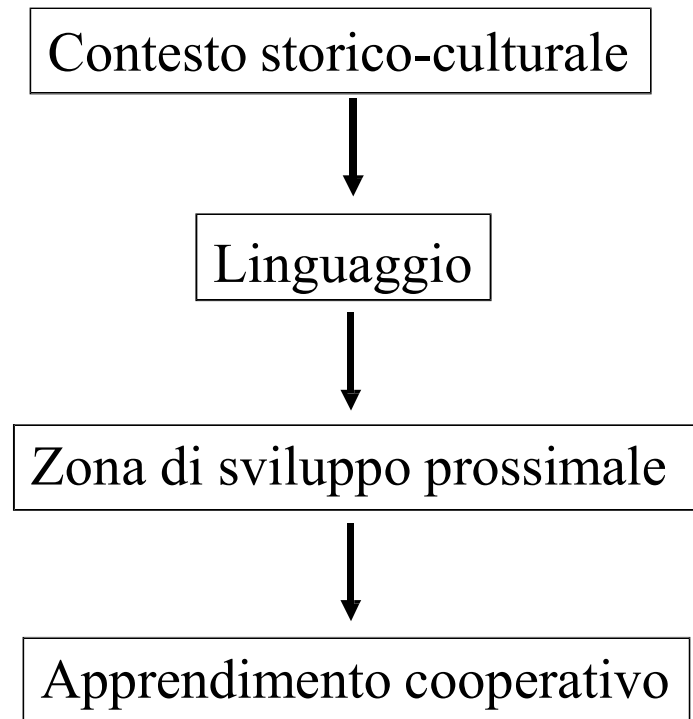 Contesto storico-culturale
Linguaggio
Zona di sviluppo prossimale
Apprendimento cooperativo